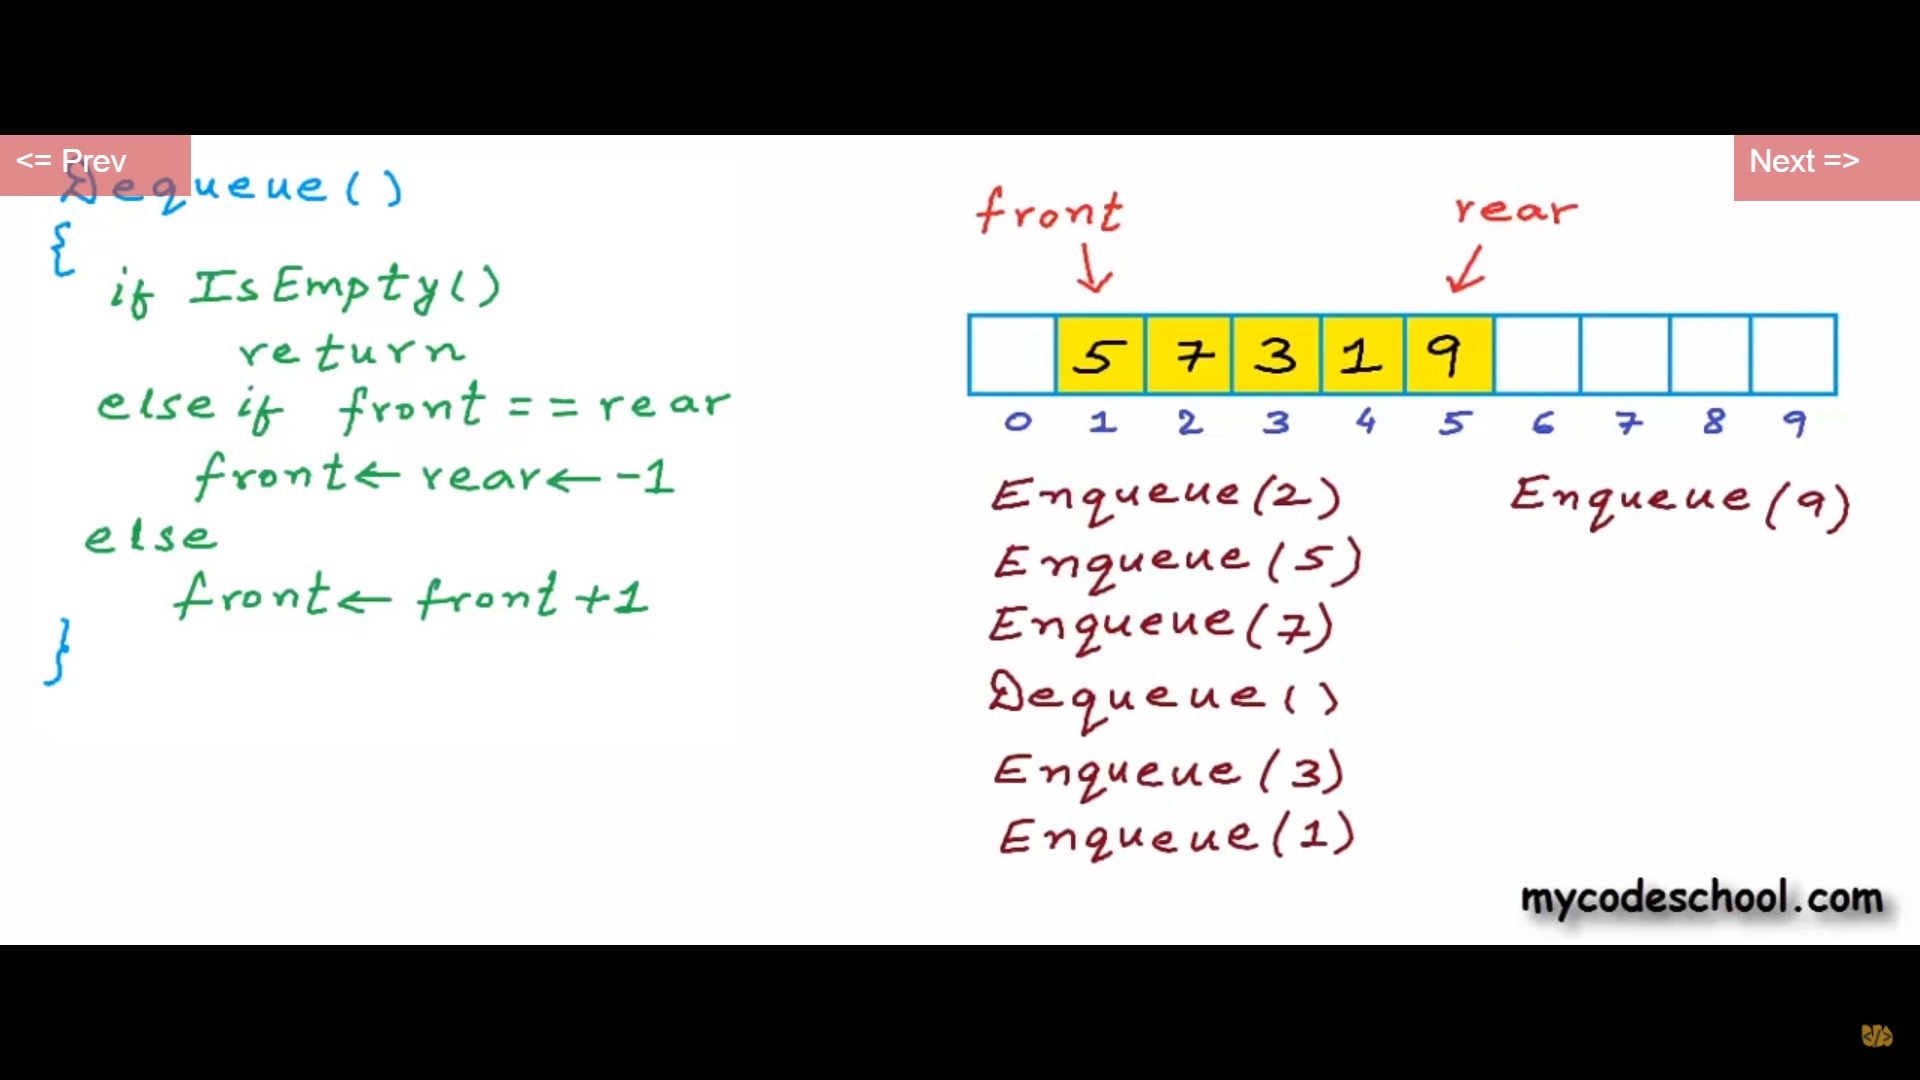 <= Prev
Next =>
Dequeue()
{
if IsEmpty()
return
else if front == rear
front ← rear ← -1
else
front ← front +1
}
front
rear
5 7 3 1 9
0 1 2 3 4 5 6 7 8 9
Enqueue(2)
Enqueue(5)
Enqueue(7)
Dequeue()
Enqueue(3)
Enqueue(1)
Enqueue(9)
mycodeschool.com